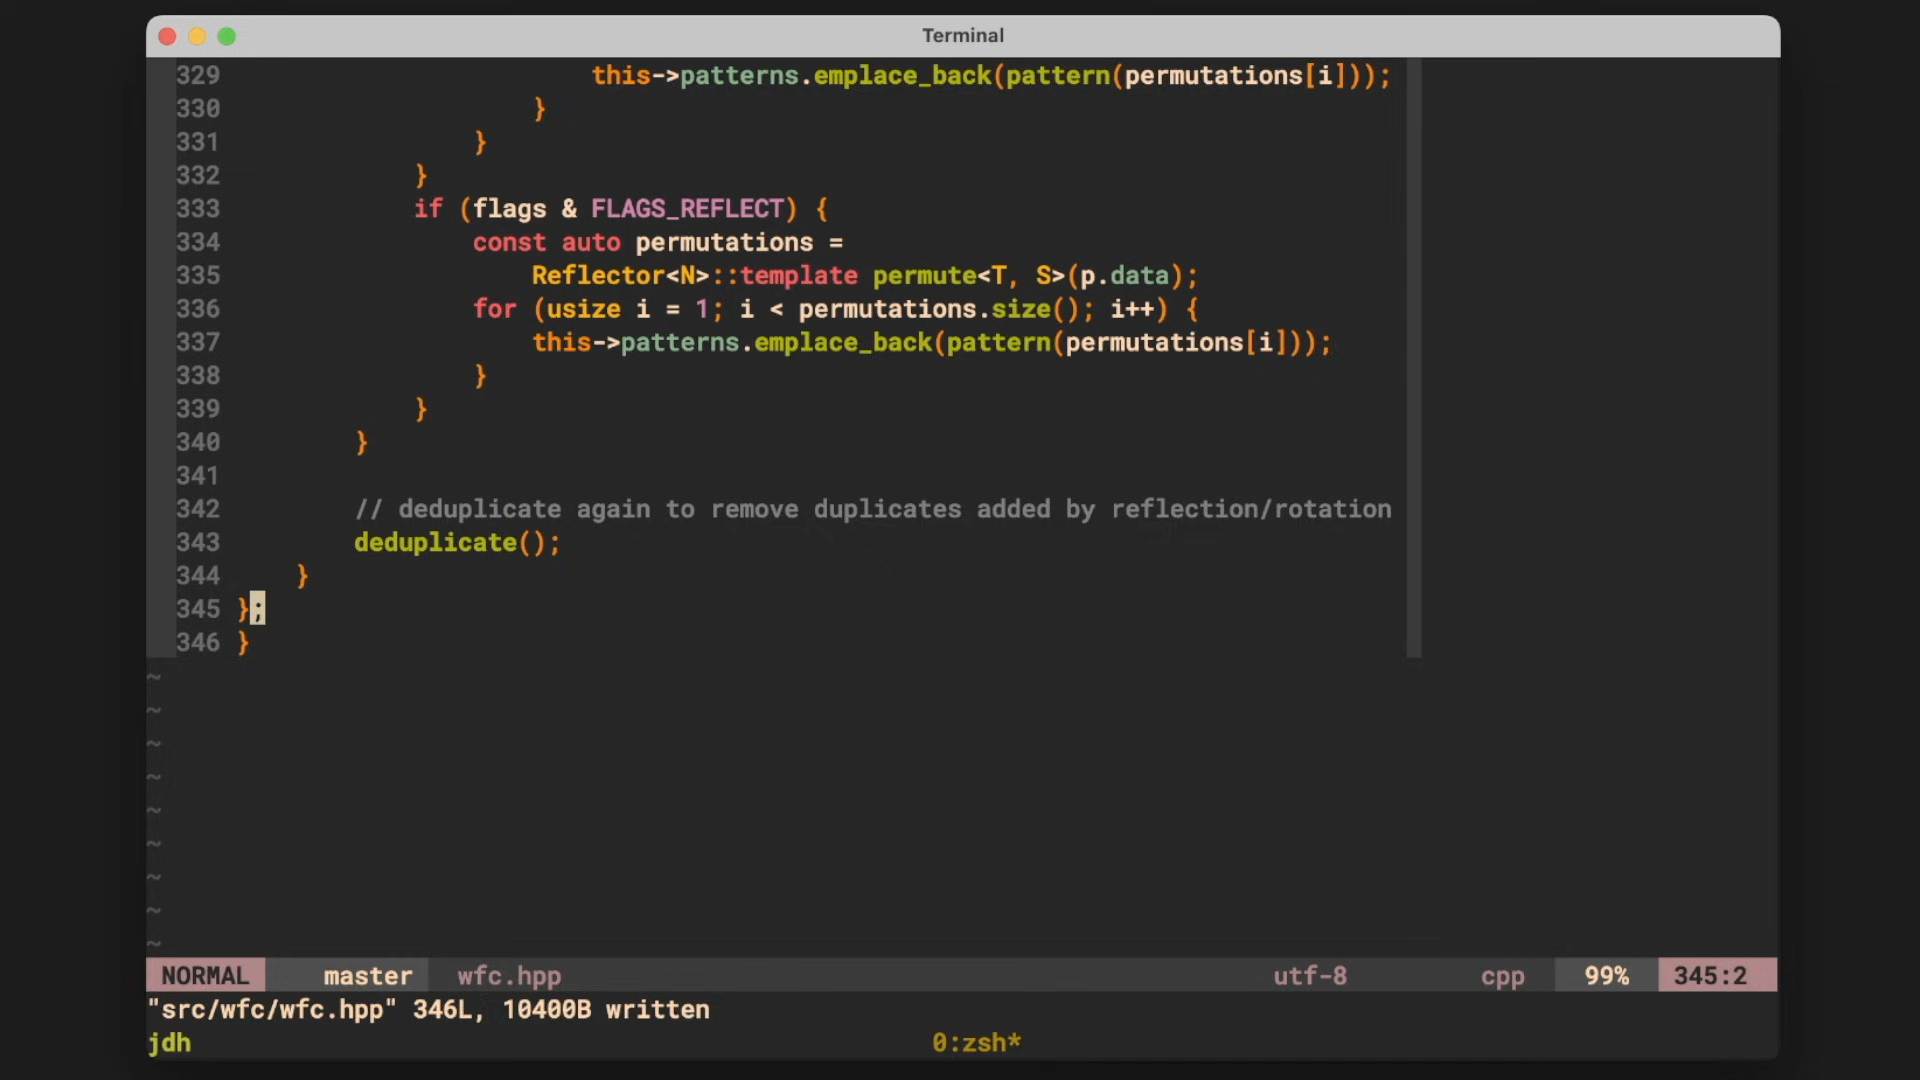 Terminal
329 this->patterns.emplace_back(pattern(permutations[i]));
330 }
331 }
332 }
333 if (flags & FLAGS_REFLECT) {
334 const auto permutations =
335 Reflector<N>::template permute<T, S>(p.data);
336 for (usize i = 1; i < permutations.size(); i++) {
337 this->patterns.emplace_back(pattern(permutations[i]));
338 }
339 }
340 }
341
342 // deduplicate again to remove duplicates added by reflection/rotation
343 deduplicate();
344 }
345 };
346 }
~
~
~
~
~
~
~
~
~
NORMAL master wfc.hpp utf-8 cpp 99% 345:2
"src/wfc/wfc.hpp" 346L, 10400B written
jdh 0:zsh*